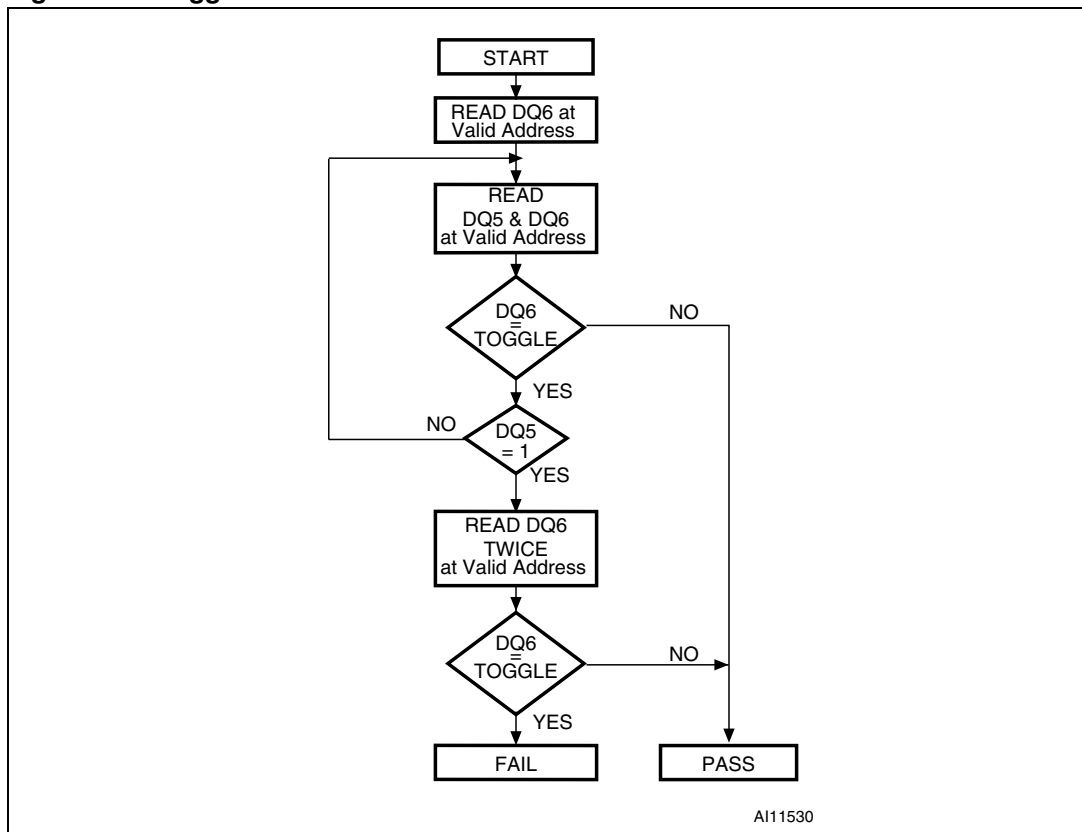 START
READ DQ6 at
Valid Address
READ
DQ5 & DQ6
at Valid Address
DQ6
=
TOGGLE
NO
YES
NO
DQ5
= 1
YES
READ DQ6
TWICE
at Valid Address
DQ6
=
TOGGLE
NO
YES
FAIL
PASS
AI11530